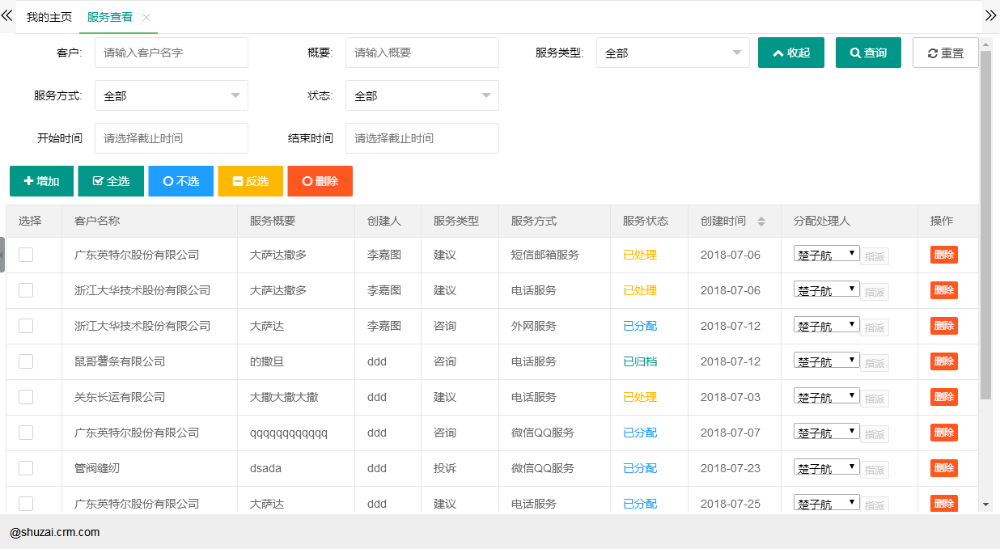 我的主页 服务查看
客户: 请输入客户名字 概要: 请输入概要 服务类型: 全部 收起 查询 重置
服务方式: 全部 状态: 全部
开始时间 请选择截止时间 结束时间 请选择截止时间
增加 全选 不选 反选 删除
选择 客户名称 服务概要 创建人 服务类型 服务方式 服务状态 创建时间 分配处理人 操作
广东英特尔股份有限公司 大萨达撒多 李嘉图 建议 短信邮箱服务 已处理 2018-07-06 楚子航 指派 删除
浙江大华技术股份有限公司 大萨达撒多 李嘉图 建议 电话服务 已处理 2018-07-06 楚子航 指派 删除
浙江大华技术股份有限公司 大萨达 李嘉图 咨询 外网服务 已分配 2018-07-12 楚子航 指派 删除
鼠哥薯条有限公司 的撒旦 ddd 咨询 电话服务 已归档 2018-07-12 楚子航 指派 删除
关东长运有限公司 大撒大撒大撒 ddd 建议 电话服务 已处理 2018-07-03 楚子航 指派 删除
广东英特尔股份有限公司 qqqqqqqqqqqq ddd 咨询 微信QQ服务 已分配 2018-07-07 楚子航 指派 删除
管阀缝纫 dsada ddd 投诉 微信QQ服务 已分配 2018-07-23 楚子航 指派 删除
广东英特尔股份有限公司 大萨达 ddd 建议 电话服务 已分配 2018-07-25 楚子航 指派 删除
@shuzai.crm.com